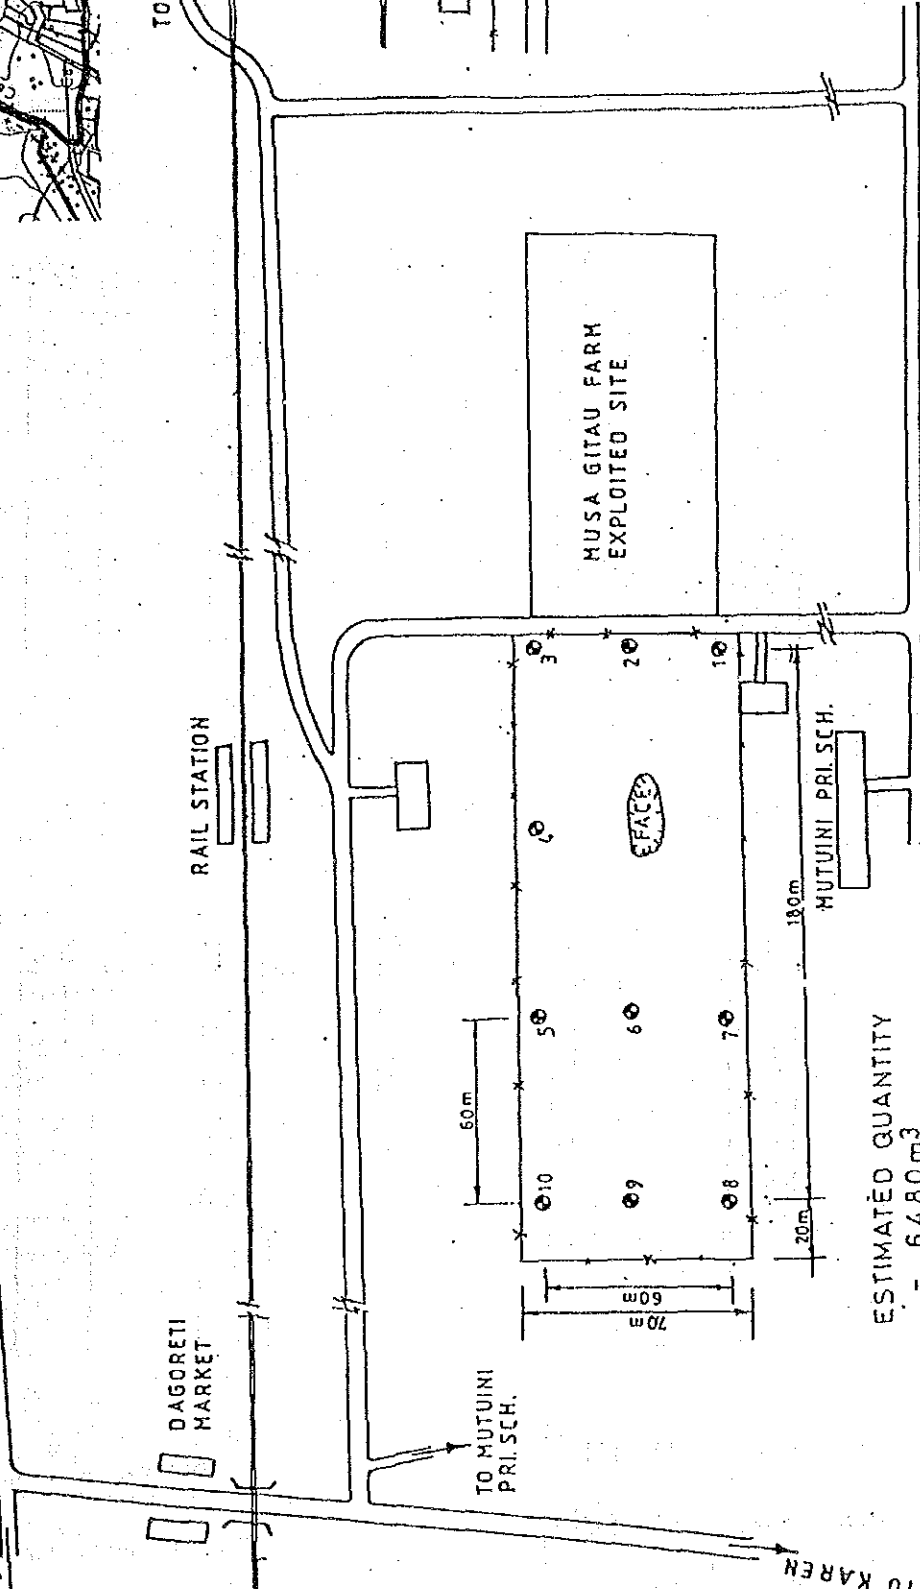 TO
RAIL STATION
DAGORETI
MARKET
TO MUTUINI
PRI. SCH.
TO KAREN
MUSA GITAU FARM
EXPLOITED SITE
FACE
MUTUINI PRI. SCH.
1
2
3
4
5
6
7
8
9
10
60m
60m
70m
20m
180m
ESTIMATED QUANTITY
- 6480m3